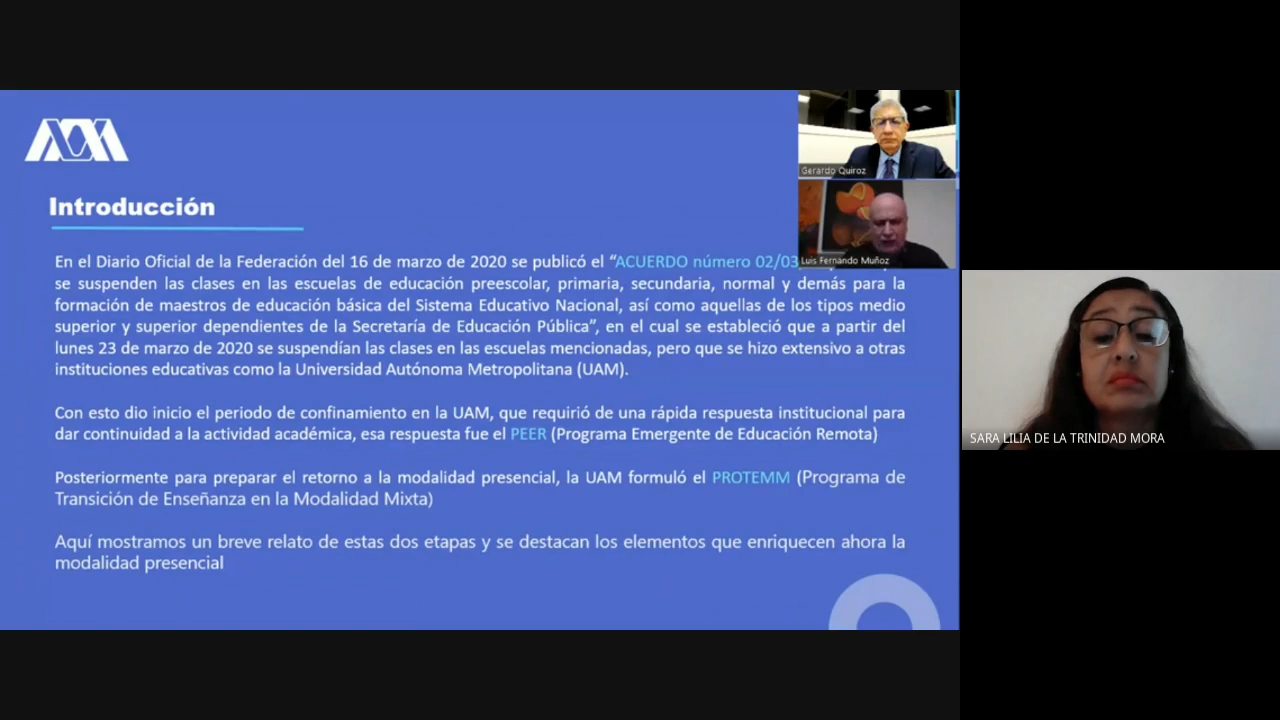 Introducción
En el Diario Oficial de la Federación del 16 de marzo de 2020 se publicó el “ACUERDO número 02/03
se suspenden las clases en las escuelas de educación preescolar, primaria, secundaria, normal y demás para la
formación de maestros de educación básica del Sistema Educativo Nacional, así como aquellas de los tipos medio
superior y superior dependientes de la Secretaría de Educación Pública”, en el cual se estableció que a partir del
lunes 23 de marzo de 2020 se suspendían las clases en las escuelas mencionadas, pero que se hizo extensivo a otras
instituciones educativas como la Universidad Autónoma Metropolitana (UAM).
Con esto dio inicio el periodo de confinamiento en la UAM, que requirió de una rápida respuesta institucional para
dar continuidad a la actividad académica, esa respuesta fue el PEER (Programa Emergente de Educación Remota)
Posteriormente para preparar el retorno a la modalidad presencial, la UAM formuló el PROTEMM (Programa de
Transición de Enseñanza en la Modalidad Mixta)
Aquí mostramos un breve relato de estas dos etapas y se destacan los elementos que enriquecen ahora la
modalidad presencial
Gerardo Quiroz
Luis Fernando Muñoz
SARA LILIA DE LA TRINIDAD MORA